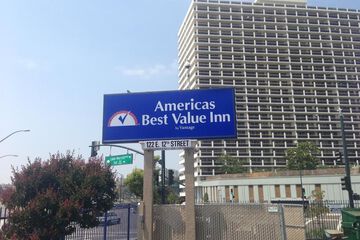 Americas
Best Value Inn
by Vantage
122 E. 12TH STREET